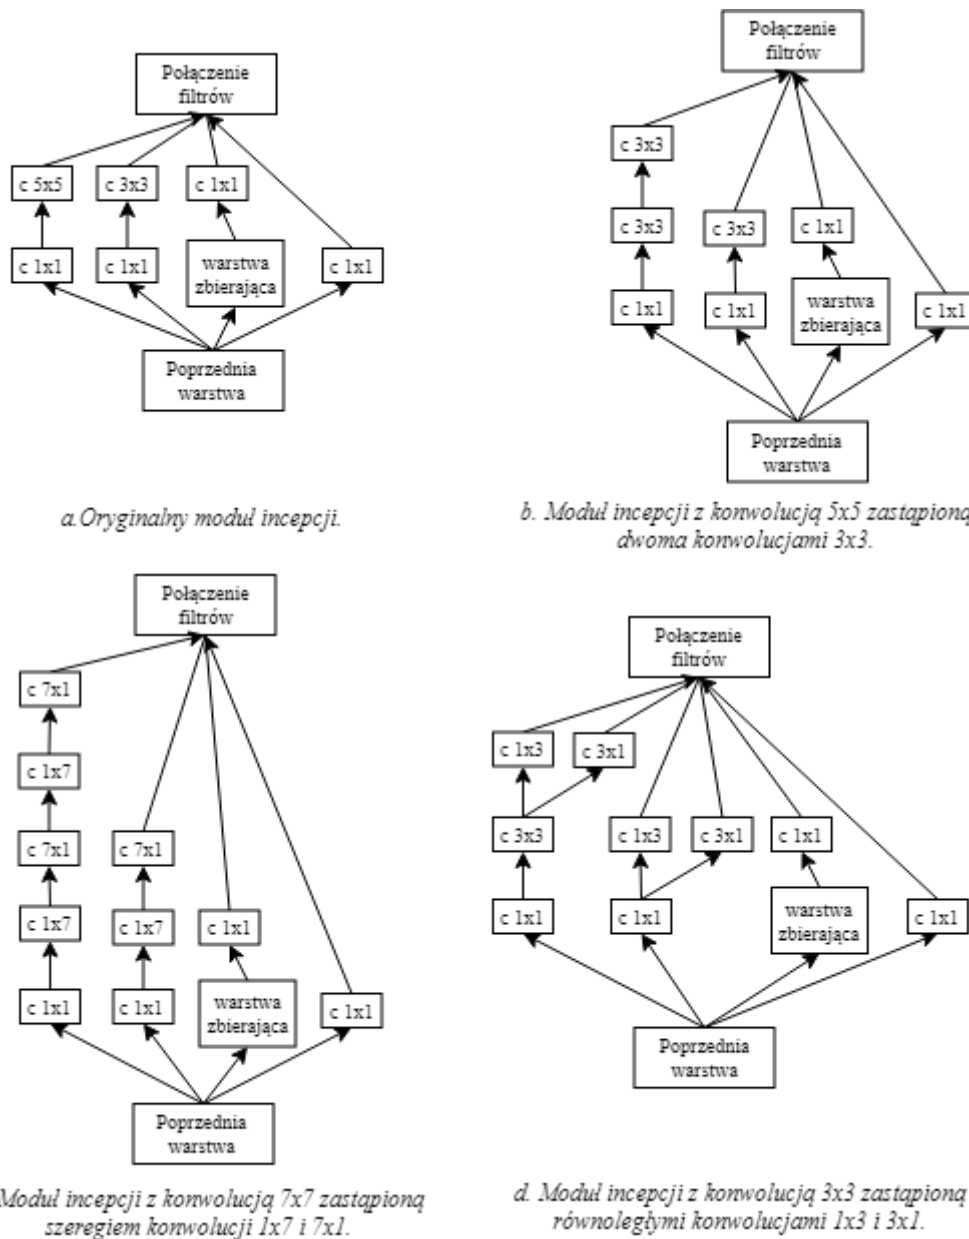 Połączenie
filtrów
c 5x5
c 3x3
c 1x1
c 1x1
c 1x1
warstwa
zbierająca
c 1x1
Poprzednia
warstwa
a.Oryginalny moduł incepcji.
Połączenie
filtrów
c 3x3
c 3x3
c 3x3
c 1x1
c 1x1
c 1x1
warstwa
zbierająca
c 1x1
Poprzednia
warstwa
b. Moduł incepcji z konwolucją 5x5 zastąpioną
dwoma konwolucjami 3x3.
Połączenie
filtrów
c 7x1
c 1x7
c 7x1
c 7x1
c 1x7
c 1x7
c 1x1
c 1x1
c 1x1
warstwa
zbierająca
c 1x1
Poprzednia
warstwa
Moduł incepcji z konwolucją 7x7 zastąpioną
szeregiem konwolucji 1x7 i 7x1.
Połączenie
filtrów
c 1x3
c 3x1
c 3x3
c 1x3
c 3x1
c 1x1
c 1x1
c 1x1
warstwa
zbierająca
c 1x1
Poprzednia
warstwa
d. Moduł incepcji z konwolucją 3x3 zastąpioną
równoległymi konwolucjami 1x3 i 3x1.